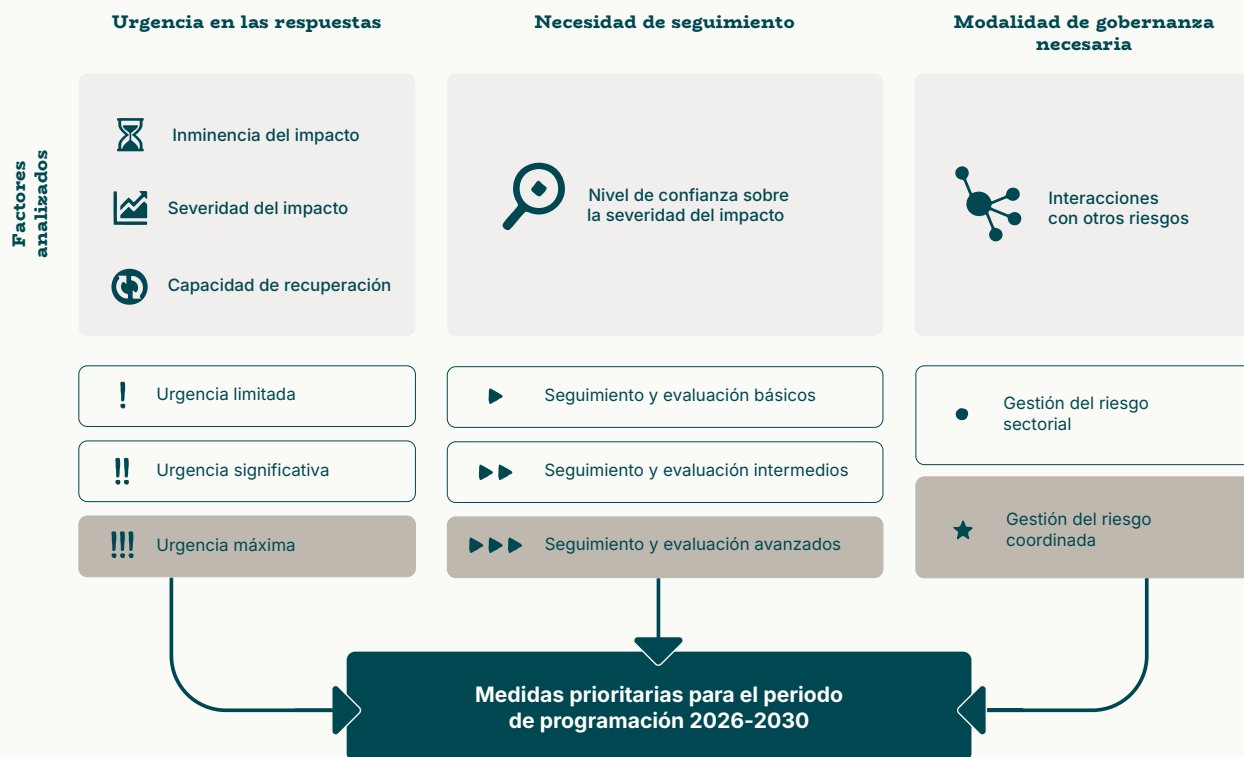 Urgencia en las respuestas
Necesidad de seguimiento
Modalidad de gobernanza
necesaria
Factores
analizados
Inminencia del impacto
Severidad del impacto
Capacidad de recuperación
Nivel de confianza sobre
la severidad del impacto
Interacciones
con otros riesgos
! Urgencia limitada
!! Urgencia significativa
!!! Urgencia máxima
Seguimiento y evaluación básicos
Seguimiento y evaluación intermedios
Seguimiento y evaluación avanzados
Gestión del riesgo
sectorial
Gestión del riesgo
coordinada
Medidas prioritarias para el periodo
de programación 2026-2030